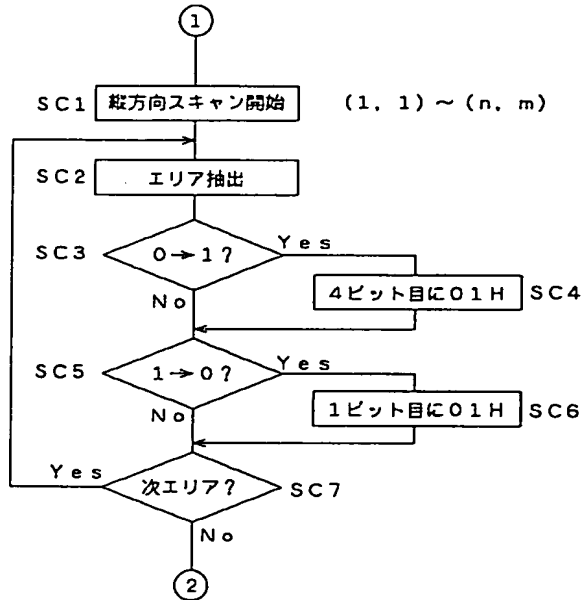 1
SC1 縦方向スキャン開始 (1, 1) ~ (n, m)
SC2 エリア抽出
SC3 0→1? Yes
4ビット目に01H SC4
No
SC5 1→0? Yes
1ビット目に01H SC6
No
Yes 次エリア? SC7
No
2